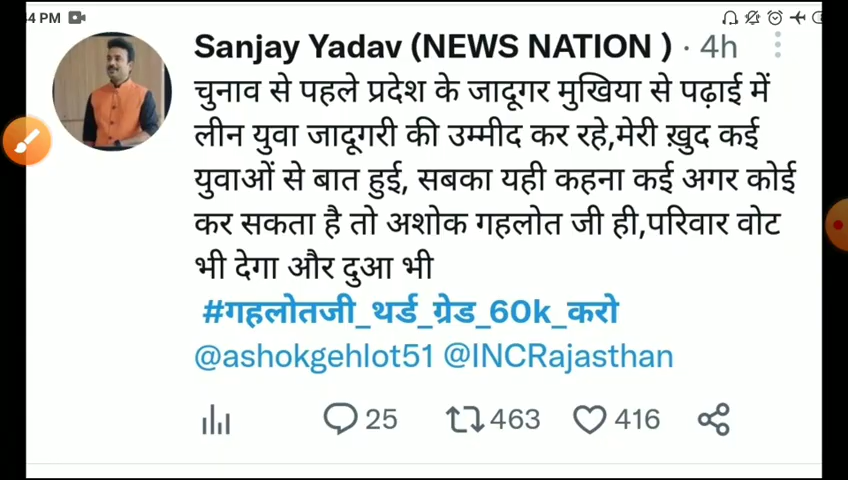 4 PM
Sanjay Yadav (NEWS NATION ) · 4h
चुनाव से पहले प्रदेश के जादूगर मुखिया से पढ़ाई में
लीन युवा जादूगरी की उम्मीद कर रहे,मेरी ख़ुद कई
युवाओं से बात हुई, सबका यही कहना कई अगर कोई
कर सकता है तो अशोक गहलोत जी ही,परिवार वोट
भी देगा और दुआ भी
#गहलोतजी_थर्ड_ग्रेड_60k_करो
@ashokgehlot51 @INCRajasthan
25 463 416